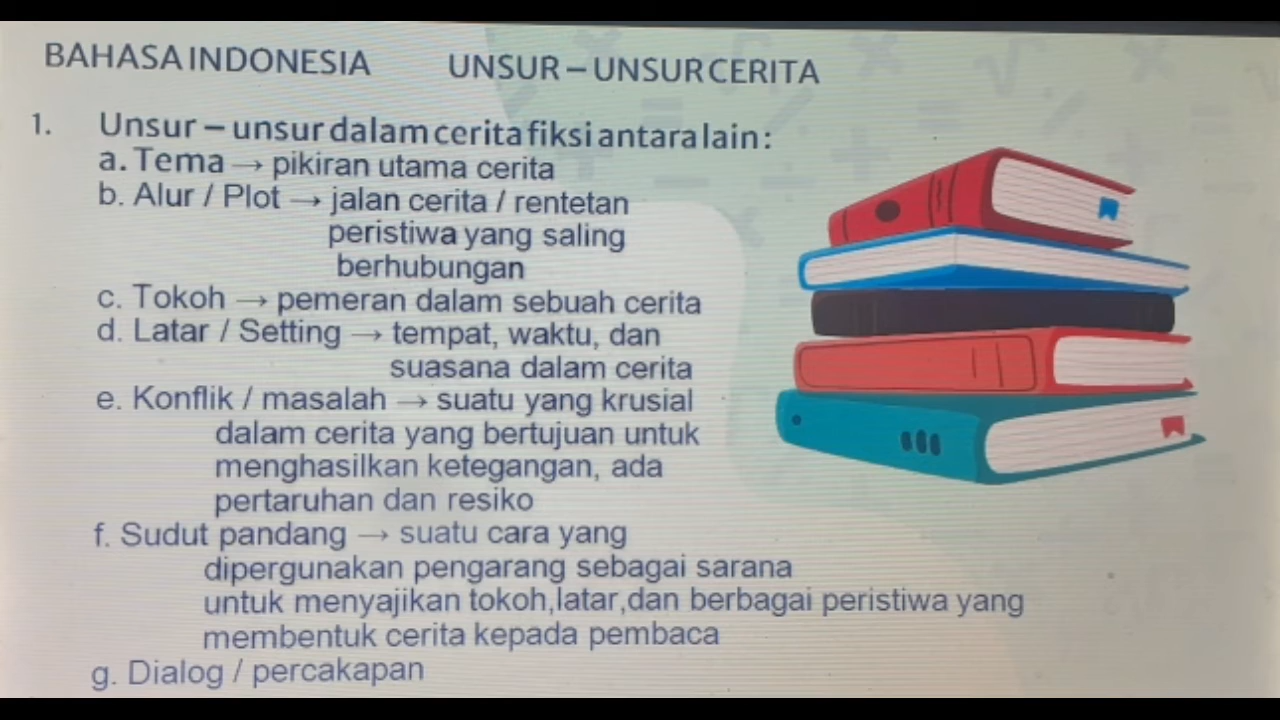 BAHASA INDONESIA UNSUR – UNSUR CERITA
1. Unsur – unsur dalam cerita fiksi antara lain :
a. Tema → pikiran utama cerita
b. Alur / Plot → jalan cerita / rentetan
peristiwa yang saling
berhubungan
c. Tokoh → pemeran dalam sebuah cerita
d. Latar / Setting → tempat, waktu, dan
suasana dalam cerita
e. Konflik / masalah → suatu yang krusial
dalam cerita yang bertujuan untuk
menghasilkan ketegangan, ada
pertaruhan dan resiko
f. Sudut pandang → suatu cara yang
dipergunakan pengarang sebagai sarana
untuk menyajikan tokoh,latar,dan berbagai peristiwa yang
membentuk cerita kepada pembaca
g. Dialog / percakapan